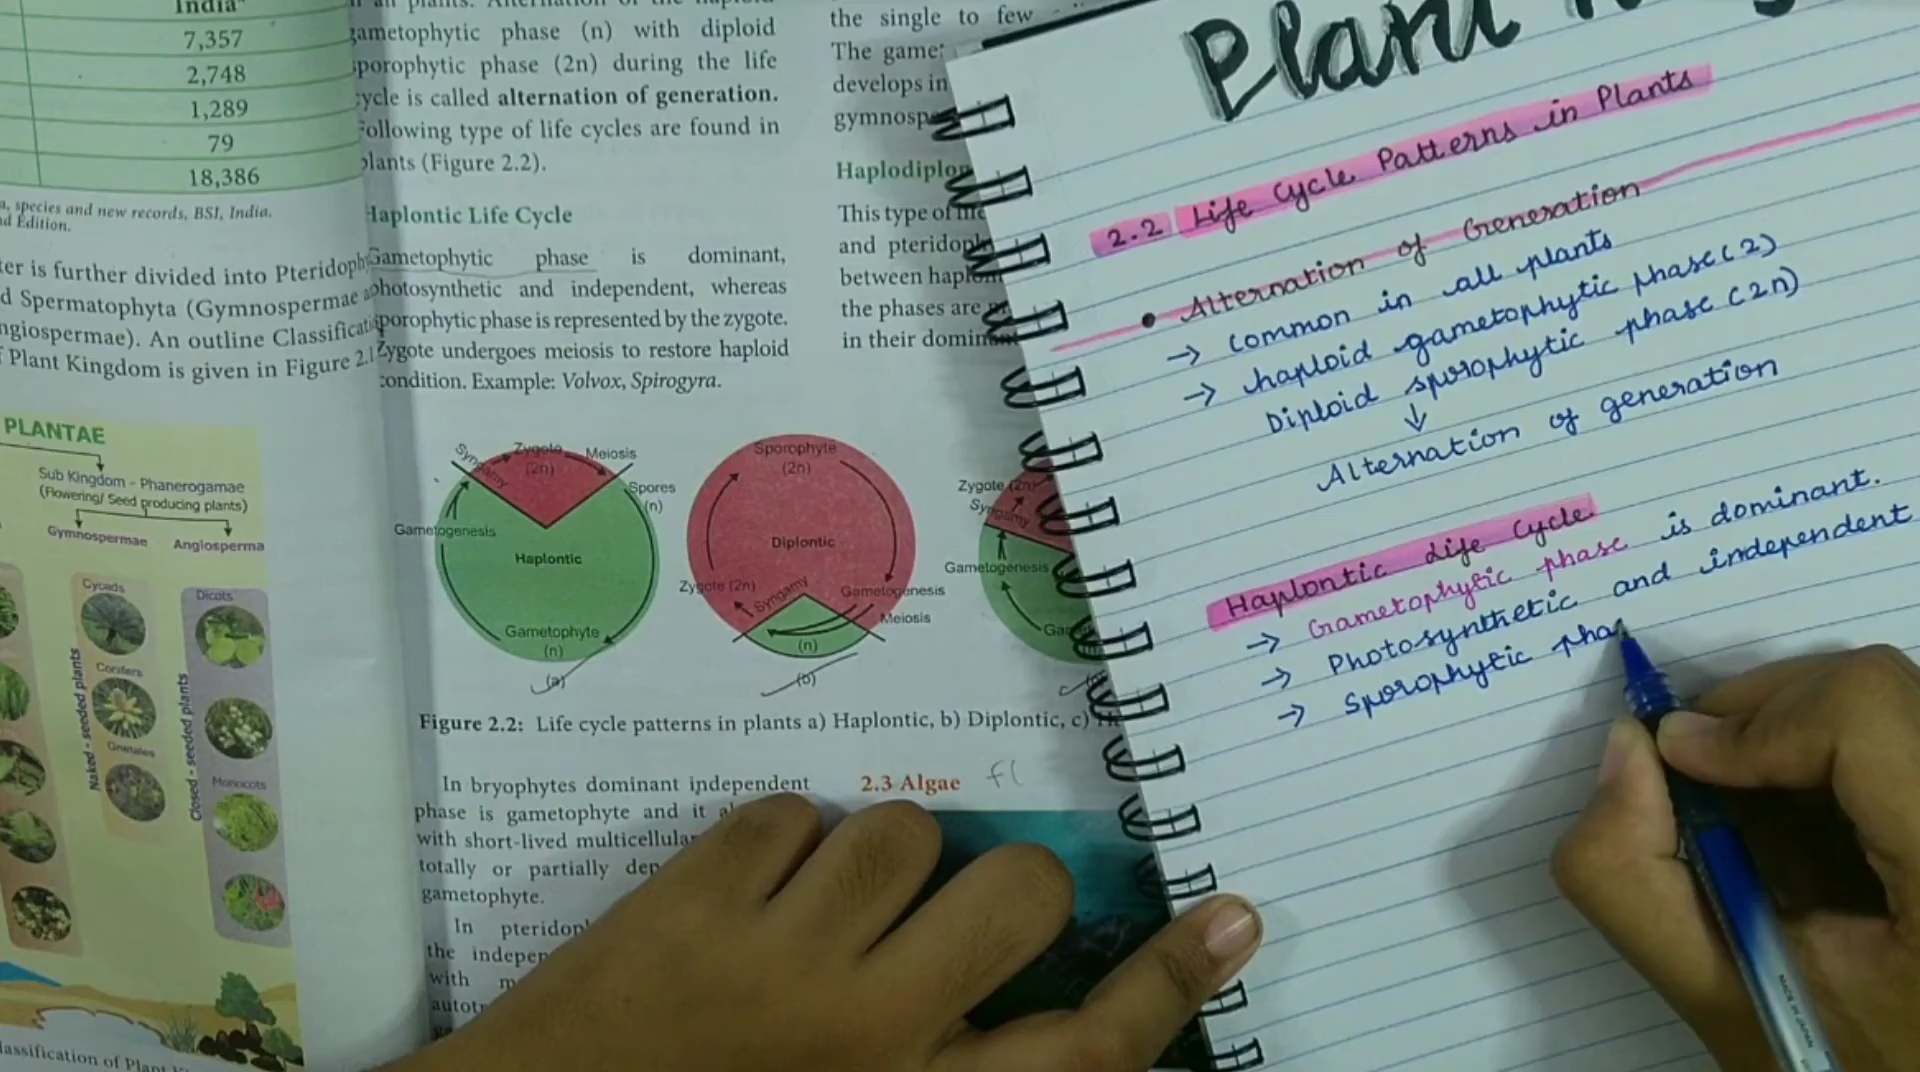 India
7,357
2,748
1,289
79
18,386
species and new records, BSI, India.
Edition.
is further divided into
Spermatophyta (Gymnospermae
An outline
Plant Kingdom is given in Figure 2.1
PLANTAE
Sub Kingdom - Phanerogamae
(Flowering/ Seed producing plants)
Gymnospermae
Angiosperma
Cycads
Dicots
Conifers
Gnetales
Monocots
Naked - seeded plants
Closed - seeded plants
of
plants. Alternation of the
gametophytic phase (n) with diploid
sporophytic phase (2n) during the life
cycle is called alternation of generation.
Following type of life cycles are found in
plants (Figure 2.2).
Haplontic Life Cycle
Gametophytic phase is dominant,
photosynthetic and independent, whereas
sporophytic phase is represented by the zygote.
Zygote undergoes meiosis to restore haploid
condition. Example: Volvox, Spirogyra.
the single to few
The
develops in
This type of
and
between
the phases are
in their
Syngamy
Zygote
(2n)
Meiosis
Spores
(n)
Gametogenesis
Haplontic
Gametophyte
(n)
(a)
Sporophyte
(2n)
Diplontic
Zygote (2n)
Syngamy
Gametogenesis
Meiosis
(n)
(b)
Zygote (2n)
Syngamy
Gametogenesis
Figure 2.2: Life cycle patterns in plants a) Haplontic, b) Diplontic, c)
In bryophytes dominant independent
phase is gametophyte and it
with short-lived multicellular
totally or partially
gametophyte.
In
the
with
2.3 Algae
Plant
2.2 Life Cycle Patterns in Plants
• Alternation of Generation
→ common in all plants
→ haploid gametophytic phase (2)
Diploid sporophytic phase (2n)
↓
Alternation of generation
Haplontic Life Cycle
→ Gametophytic phase is dominant.
→ Photosynthetic and independent
→ Sporophytic pha